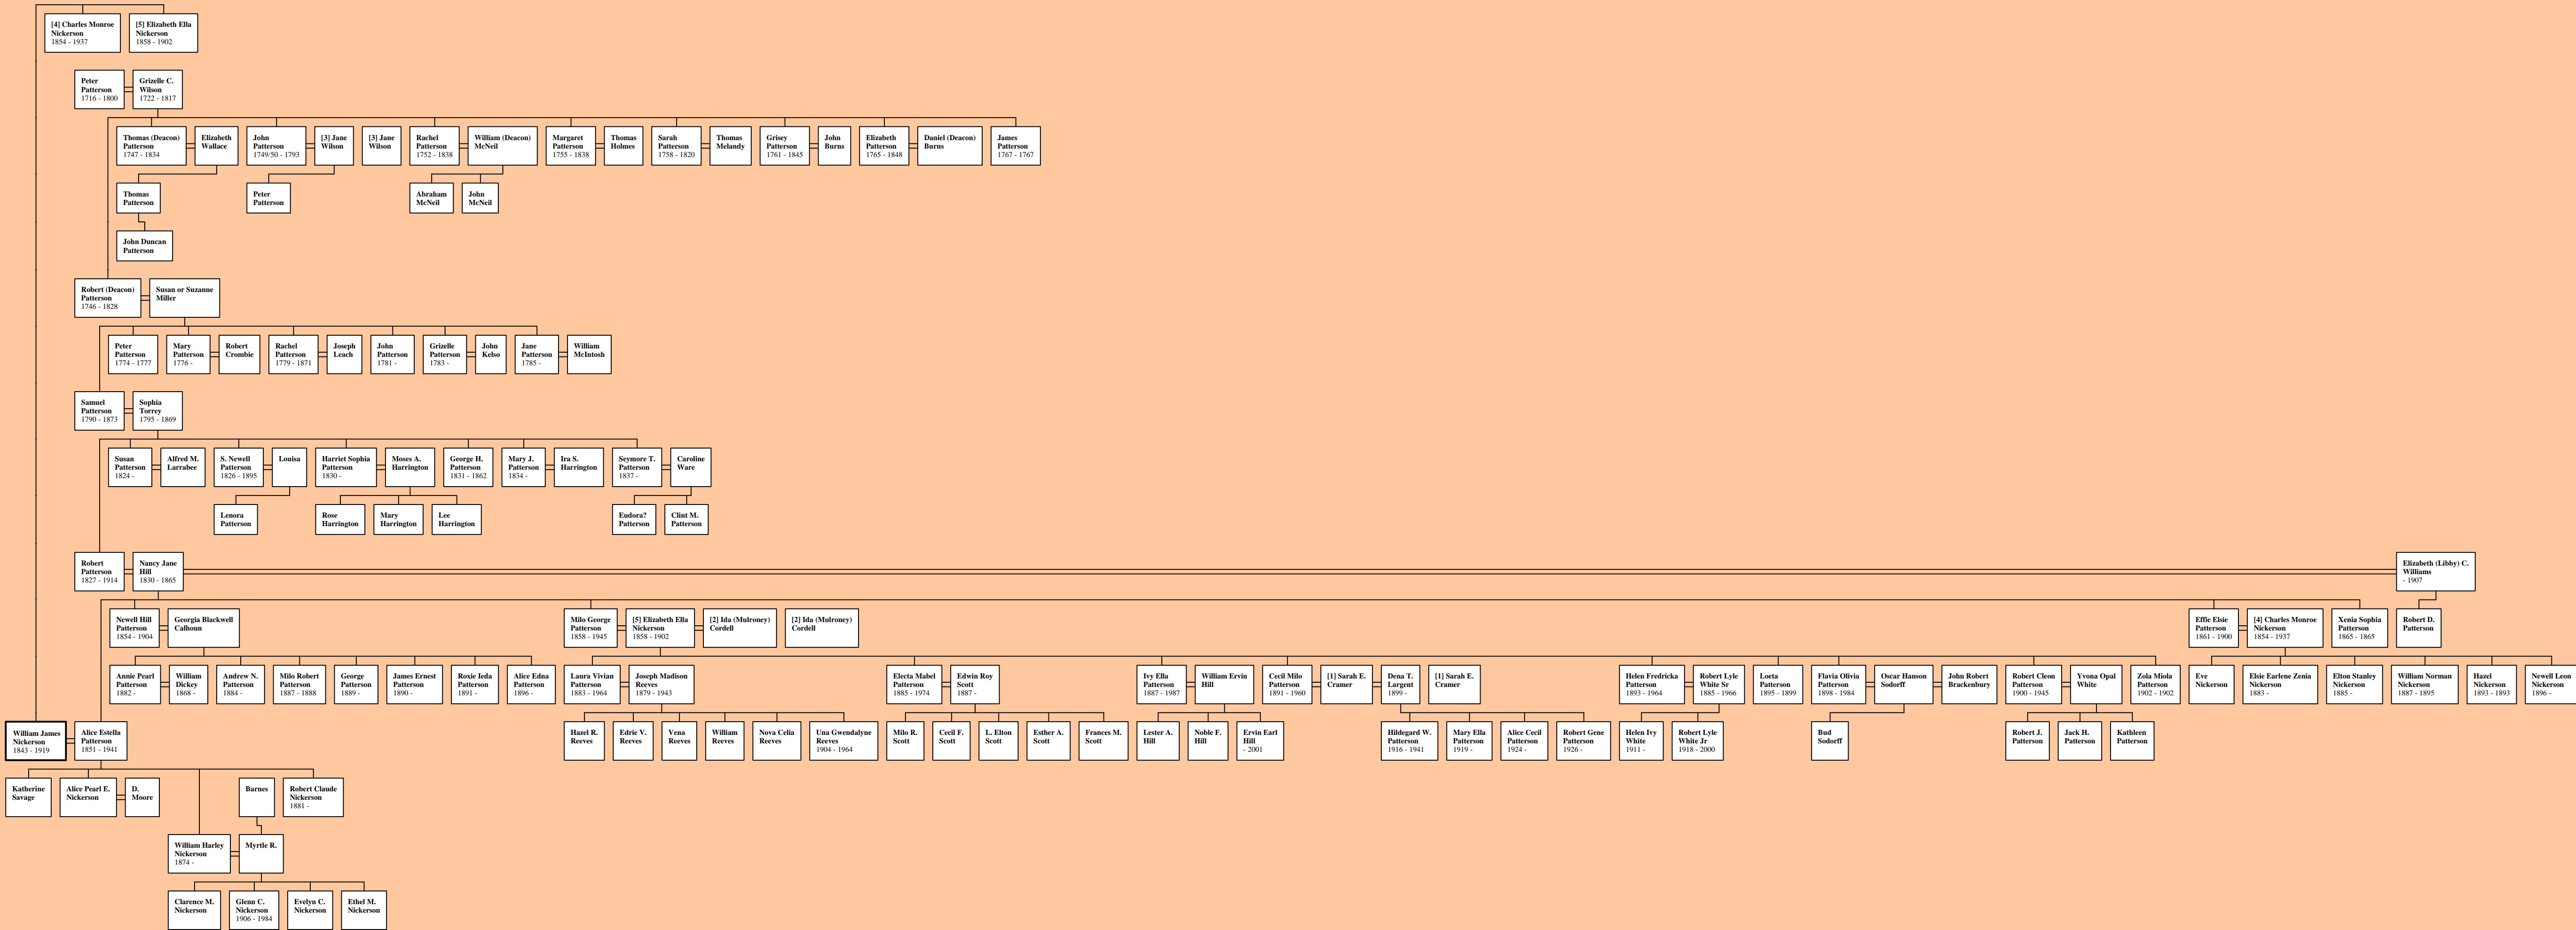 [4] Charles Monroe
Nickerson
1854 - 1937
[5] Elizabeth Ella
Nickerson
1858 - 1902
Peter
Patterson
1716 - 1800
Grizelle C.
Wilson
1722 - 1817
Thomas (Deacon)
Patterson
1747 - 1834
Elizabeth
Wallace
John
Patterson
1749/50 - 1793
[3] Jane
Wilson
[3] Jane
Wilson
Rachel
Patterson
1752 - 1838
William (Deacon)
McNeil
Margaret
Patterson
1755 - 1838
Thomas
Holmes
Sarah
Patterson
1758 - 1820
Thomas
Melandy
Grisey
Patterson
1761 - 1845
John
Burns
Elizabeth
Patterson
1765 - 1848
Daniel (Deacon)
Burns
James
Patterson
1767 - 1767
Thomas
Patterson
Peter
Patterson
Abraham
McNeil
John
McNeil
John Duncan
Patterson
Robert (Deacon)
Patterson
1746 - 1828
Susan or Suzanne
Miller
Peter
Patterson
1774 - 1777
Mary
Patterson
1776 -
Robert
Crombie
Rachel
Patterson
1779 - 1871
Joseph
Leach
John
Patterson
1781 -
Grizelle
Patterson
1783 -
John
Kelso
Jane
Patterson
1785 -
William
McIntosh
Samuel
Patterson
1790 - 1873
Sophia
Torrey
1795 - 1869
Susan
Patterson
1824 -
Alfred M.
Larrabee
S. Newell
Patterson
1826 - 1895
Louisa
Harriet Sophia
Patterson
1830 -
Moses A.
Harrington
George H.
Patterson
1831 - 1862
Mary J.
Patterson
1834 -
Ira S.
Harrington
Seymore T.
Patterson
1837 -
Caroline
Ware
Lenora
Patterson
Rose
Harrington
Mary
Harrington
Lee
Harrington
Eudora?
Patterson
Clint M.
Patterson
Robert
Patterson
1827 - 1914
Nancy Jane
Hill
1830 - 1865
Elizabeth (Libby) C.
Williams
- 1907
Newell Hill
Patterson
1854 - 1904
Georgia Blackwell
Calhoun
Milo George
Patterson
1858 - 1945
[5] Elizabeth Ella
Nickerson
1858 - 1902
[2] Ida (Mulroney)
Cordell
[2] Ida (Mulroney)
Cordell
Effie Elsie
Patterson
1861 - 1900
[4] Charles Monroe
Nickerson
1854 - 1937
Xenia Sophia
Patterson
1865 - 1865
Robert D.
Patterson
Annie Pearl
Patterson
1882 -
William
Dickey
1868 -
Andrew N.
Patterson
1884 -
Milo Robert
Patterson
1887 - 1888
George
Patterson
1889 -
James Ernest
Patterson
1890 -
Roxie Ieda
Patterson
1891 -
Alice Edna
Patterson
1896 -
Laura Vivian
Patterson
1883 - 1964
Joseph Madison
Reeves
1879 - 1943
Electa Mabel
Patterson
1885 - 1974
Edwin Roy
Scott
1887 -
Ivy Ella
Patterson
1887 - 1987
William Ervin
Hill
Cecil Milo
Patterson
1891 - 1960
[1] Sarah E.
Cramer
Dena T.
Largent
1899 -
[1] Sarah E.
Cramer
Helen Fredricka
Patterson
1893 - 1964
Robert Lyle
White Sr
1885 - 1966
Loeta
Patterson
1895 - 1899
Flavia Olivia
Patterson
1898 - 1984
Oscar Hanson
Sodorff
John Robert
Brackenbury
Robert Cleon
Patterson
1900 - 1945
Yvona Opal
White
Zola Miola
Patterson
1902 - 1902
Eve
Nickerson
Elsie Earlene Zenia
Nickerson
1883 -
Elton Stanley
Nickerson
1885 -
William Norman
Nickerson
1887 - 1895
Hazel
Nickerson
1893 - 1893
Newell Leon
Nickerson
1896 -
William James
Nickerson
1843 - 1919
Alice Estella
Patterson
1851 - 1941
Hazel R.
Reeves
Edrie V.
Reeves
Vena
Reeves
William
Reeves
Nova Celia
Reeves
Una Gwendalyne
Reeves
1904 - 1964
Milo R.
Scott
Cecil F.
Scott
L. Elton
Scott
Esther A.
Scott
Frances M.
Scott
Lester A.
Hill
Noble F.
Hill
Ervin Earl
Hill
- 2001
Hildegard W.
Patterson
1916 - 1941
Mary Ella
Patterson
1919 -
Alice Cecil
Patterson
1924 -
Robert Gene
Patterson
1926 -
Helen Ivy
White
1911 -
Robert Lyle
White Jr
1918 - 2000
Bud
Sodorff
Robert J.
Patterson
Jack H.
Patterson
Kathleen
Patterson
Katherine
Savage
Alice Pearl E.
Nickerson
D.
Moore
Barnes
Robert Claude
Nickerson
1881 -
William Harley
Nickerson
1874 -
Myrtle R.
Clarence M.
Nickerson
Glenn C.
Nickerson
1906 - 1984
Evelyn C.
Nickerson
Ethel M.
Nickerson